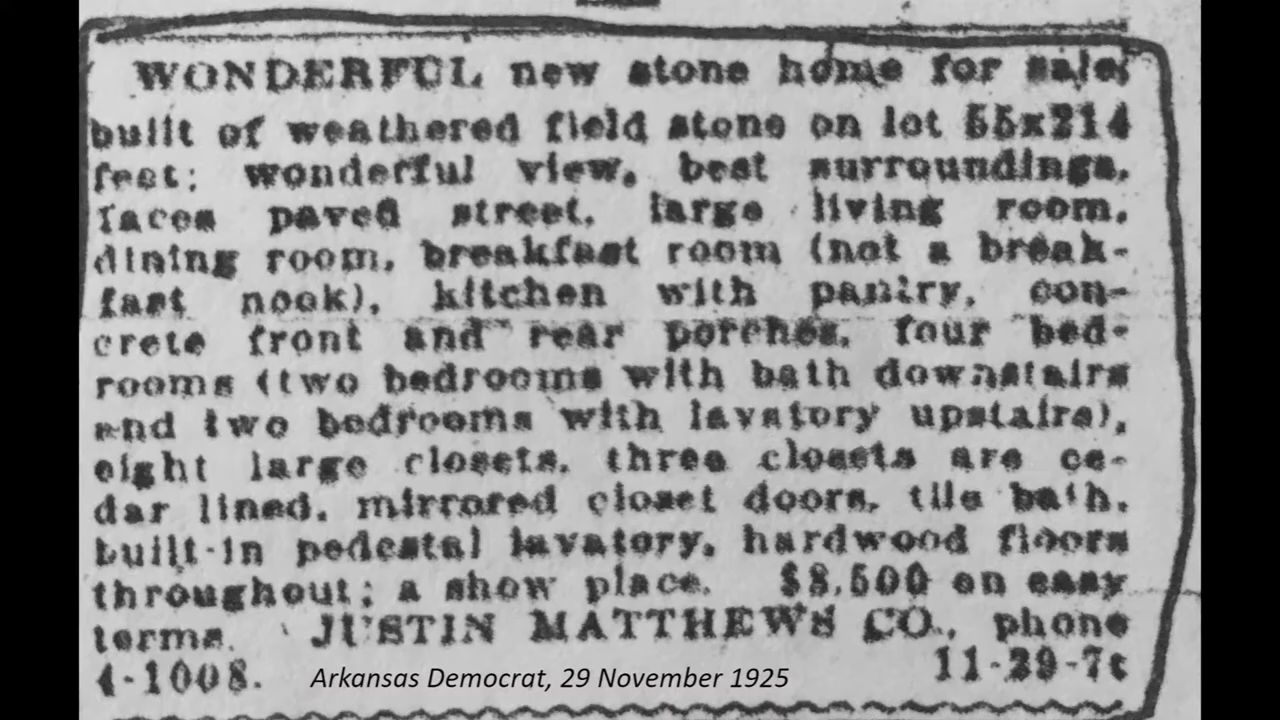 WONDERFUL new stone home for sale,
built of weathered field stone on lot 55x214
feet; wonderful view, best surroundings,
faces paved street, large living room,
dining room, breakfast room (not a break-
fast nook), kitchen with pantry, con-
crete front and rear porches, four bed-
rooms (two bedrooms with bath downstairs
and two bedrooms with lavatory upstairs),
eight large closets, three closets are ce-
dar lined, mirrored closet doors, tile bath,
built-in pedestal lavatory, hardwood floors
throughout; a show place. $8,500 on easy
terms. JUSTIN MATTHEWS CO., phone
4-1008. 11-29-7t
Arkansas Democrat, 29 November 1925